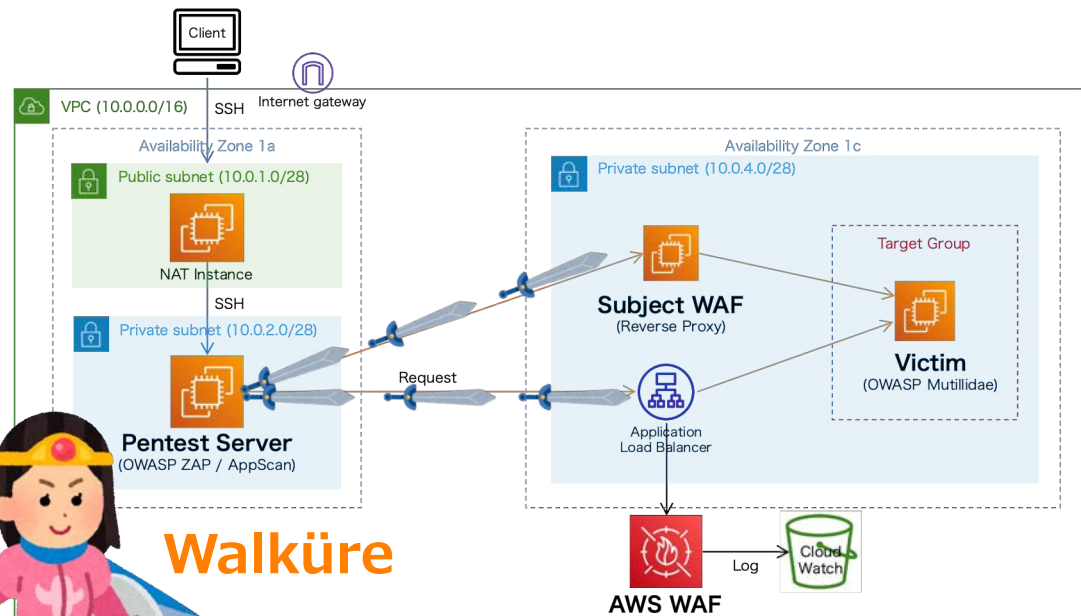 Client
Internet gateway
VPC (10.0.0.0/16)
SSH
Availability Zone 1a
Public subnet (10.0.1.0/28)
NAT Instance
SSH
Private subnet (10.0.2.0/28)
Pentest Server
(OWASP ZAP / AppScan)
Request
Availability Zone 1c
Private subnet (10.0.4.0/28)
Subject WAF
(Reverse Proxy)
Application
Load Balancer
Target Group
Victim
(OWASP Mutillidae)
Walküre
AWS WAF
Log
Cloud
Watch